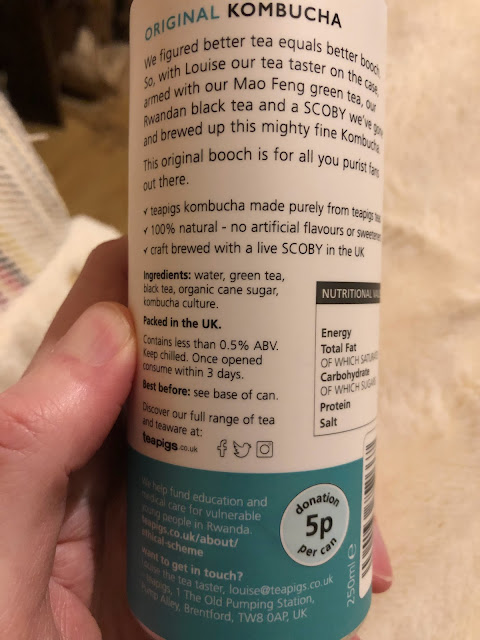 ORIGINAL KOMBUCHA
We figured better tea equals better booch.
So, with Louise our tea taster on the case,
armed with our Mao Feng green tea, our
Rwandan black tea and a SCOBY we've
and brewed up this mighty fine Kombucha
This original booch is for all you purist fans
out there.
✓ teapigs kombucha made purely from teapigs
✓ 100% natural - no artificial flavours or
✓ craft brewed with a live SCOBY in the UK
Ingredients: water, green tea,
black tea, organic cane sugar,
kombucha culture.
Packed in the UK.
Contains less than 0.5% ABV.
Keep chilled. Once opened
consume within 3 days.
Best before: see base of can.
Discover our full range of tea
and teaware at:
teapigs.co.uk
NUTRITIONAL
Energy
Total Fat
OF WHICH
Carbohydrate
OF WHICH
Protein
Salt
We help fund education and
medical care for vulnerable
young people in Rwanda.
teapigs.co.uk/about/
ethical-scheme
Want to get in touch?
Louise the tea taster, louise@teapigs.co.uk
teapigs, 1 The Old Pumping Station,
Pump Alley, Brentford, TW8 0AP, UK
donation
5p
per can
250ml e